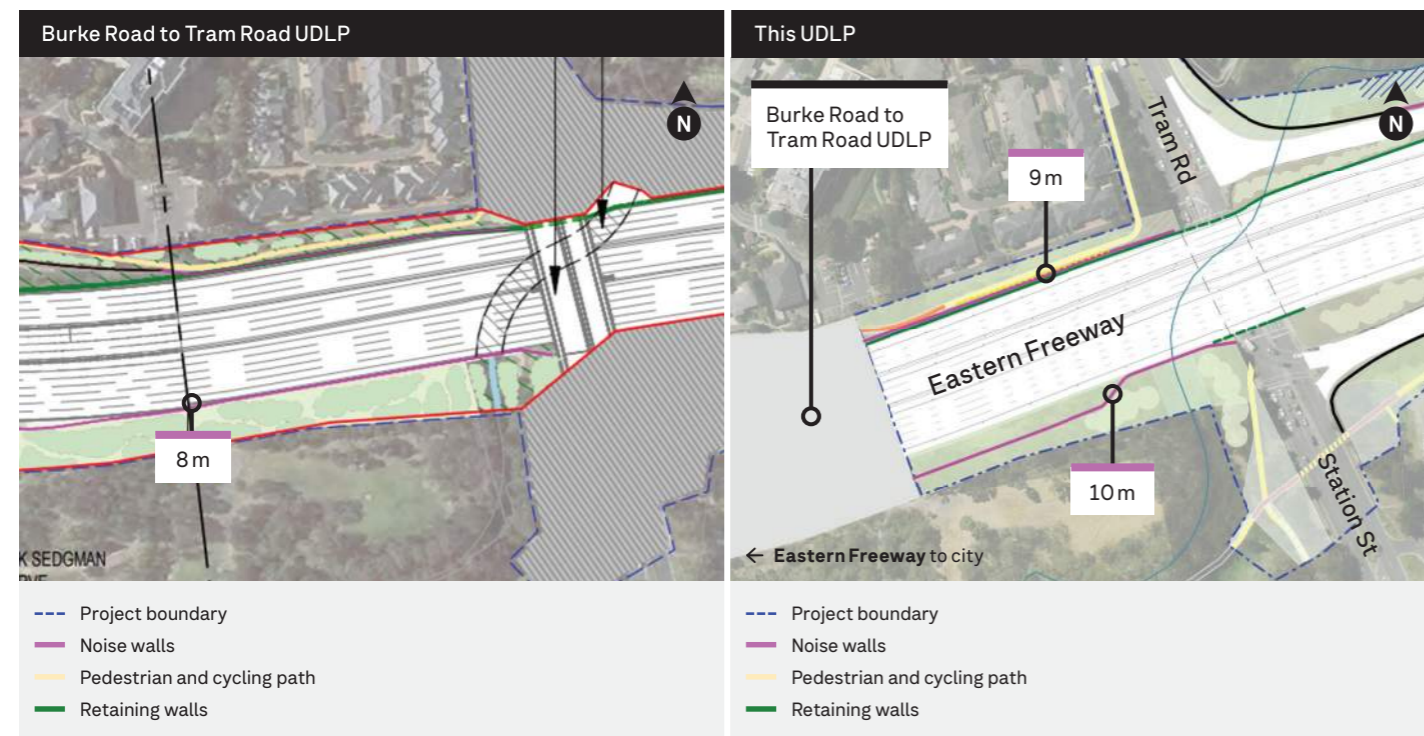 Burke Road to Tram Road UDLP
N
8 m
K SEDGMAN
Project boundary
Noise walls
Pedestrian and cycling path
Retaining walls
This UDLP
Burke Road to
Tram Road UDLP
9 m
Tram Rd
N
Eastern Freeway
10 m
Station St
← Eastern Freeway to city
Project boundary
Noise walls
Pedestrian and cycling path
Retaining walls